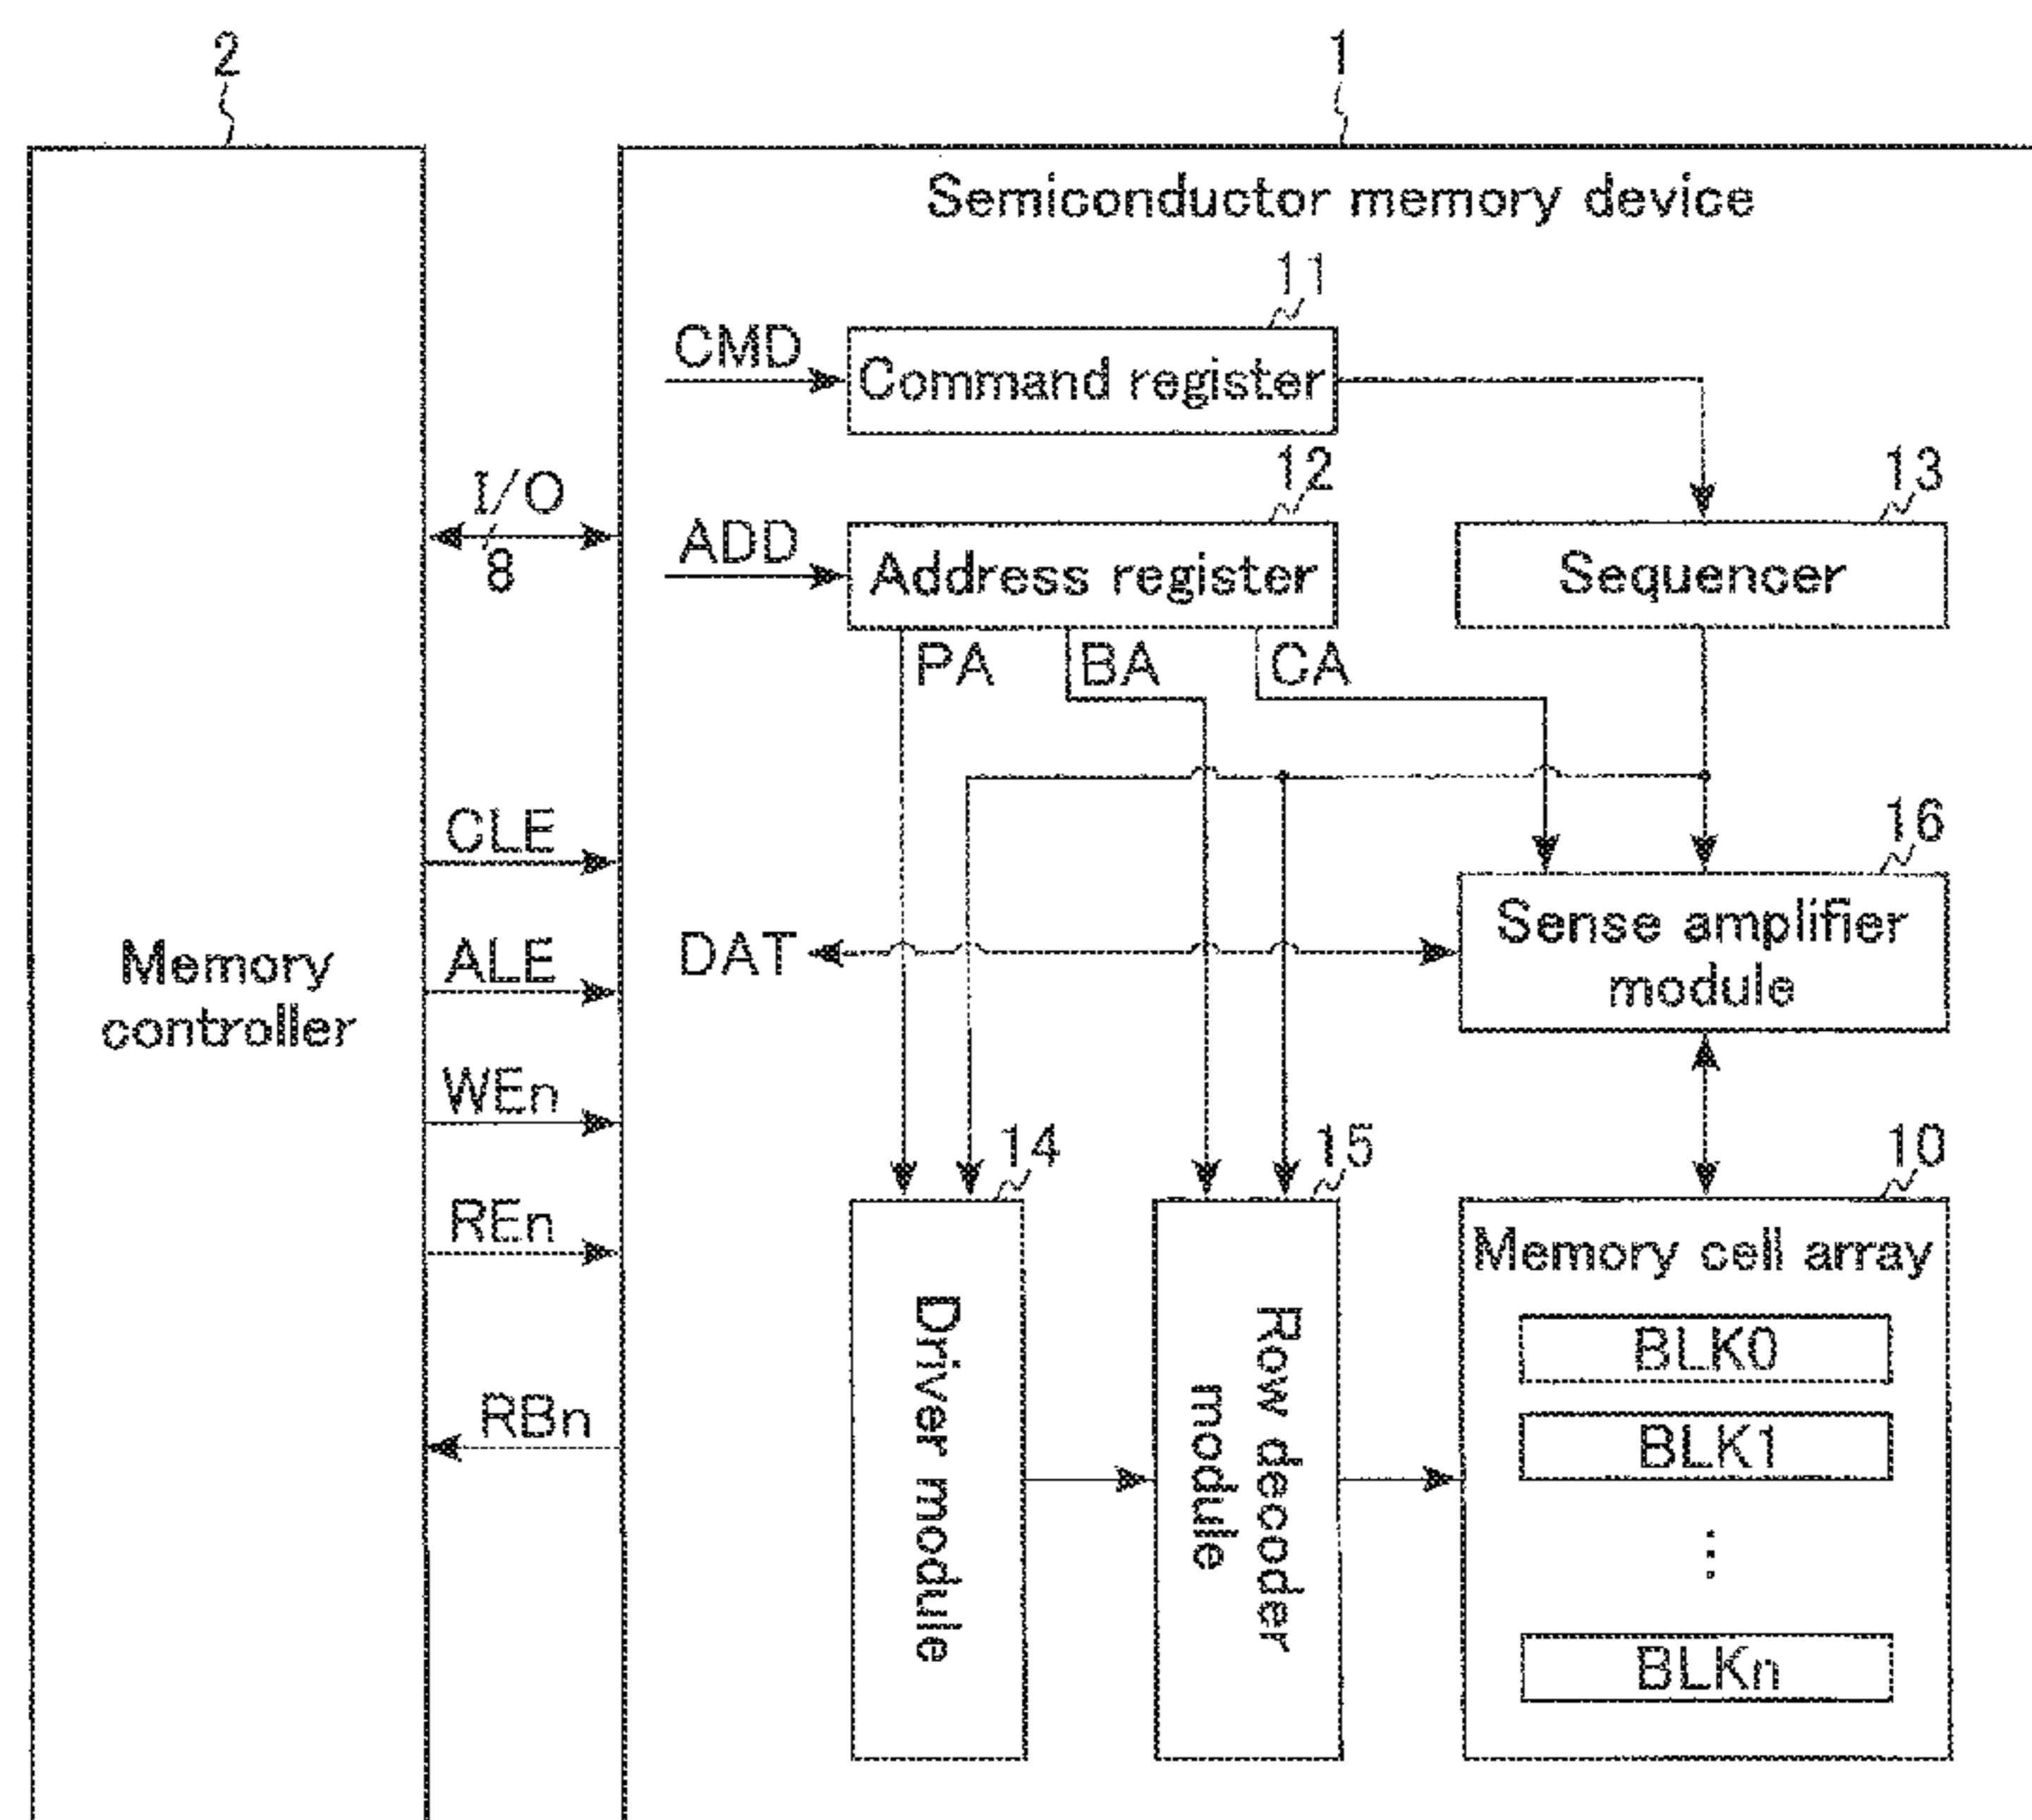 2
1
Semiconductor memory device
11
CMD
Command register
I/O
8
12
13
ADD
Address register
Sequencer
PA
BA
CA
CLE
16
ALE
DAT
Sense amplifier
module
Memory
controller
WEn
14
15
10
REn
Memory cell array
Driver module
Row decoder
module
BLK0
RBn
BLK1
⋮
BLKn